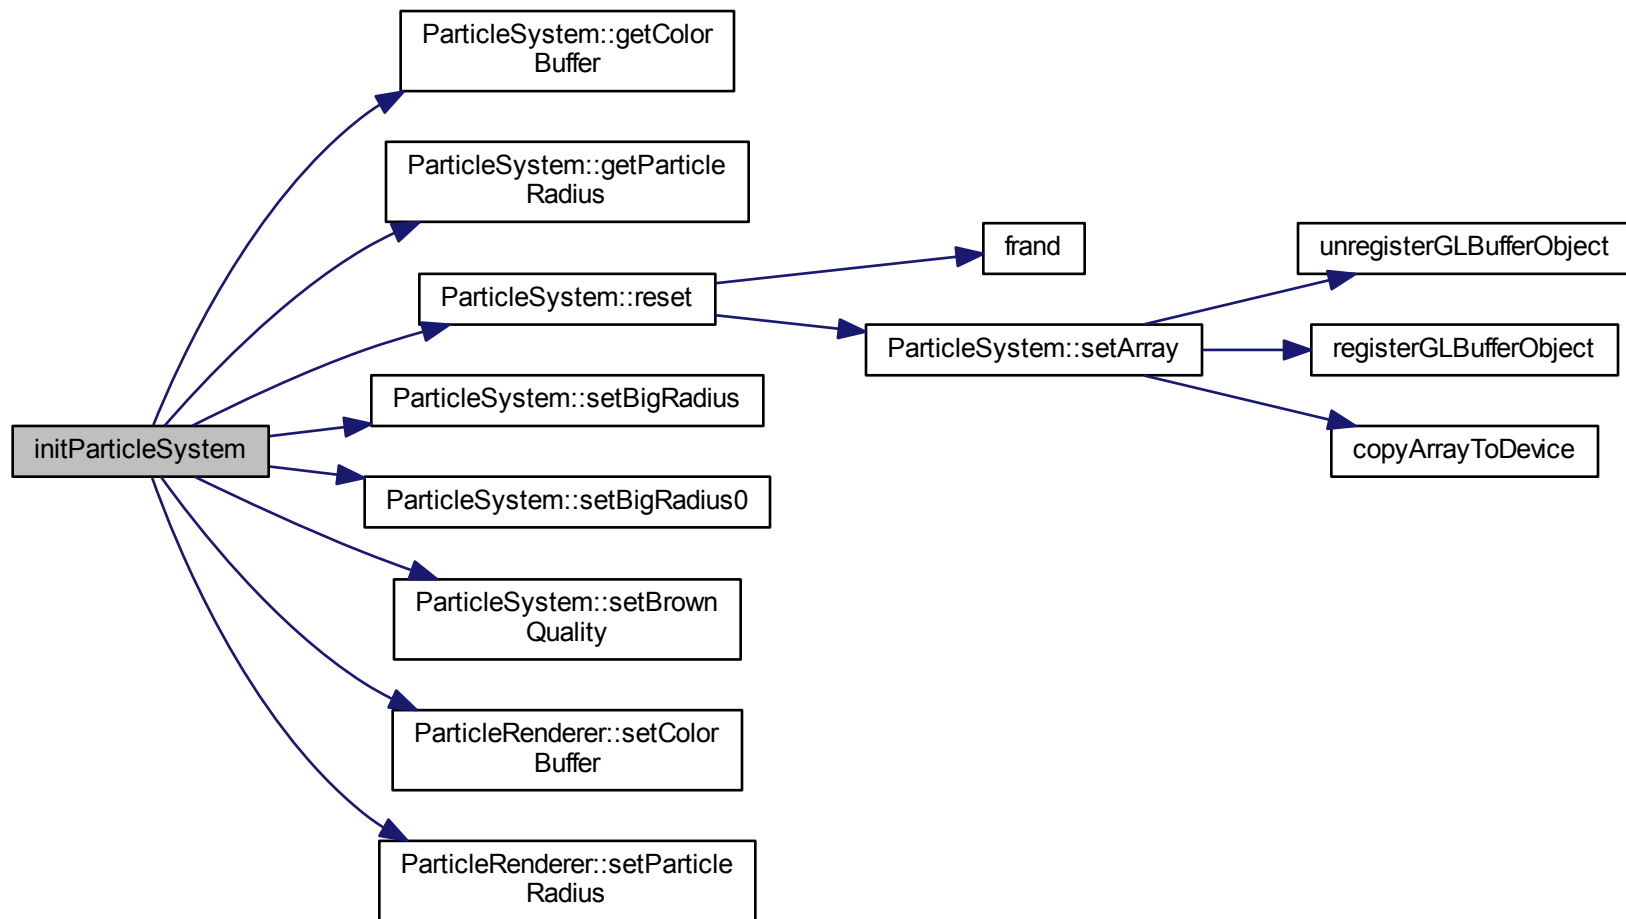 ParticleSystem::getColor
Buffer
ParticleSystem::getParticle
Radius
ParticleSystem::reset
frand
unregisterGLBufferObject
ParticleSystem::setArray
registerGLBufferObject
ParticleSystem::setBigRadius
initParticleSystem
copyArrayToDevice
ParticleSystem::setBigRadius0
ParticleSystem::setBrown
Quality
ParticleRenderer::setColor
Buffer
ParticleRenderer::setParticle
Radius